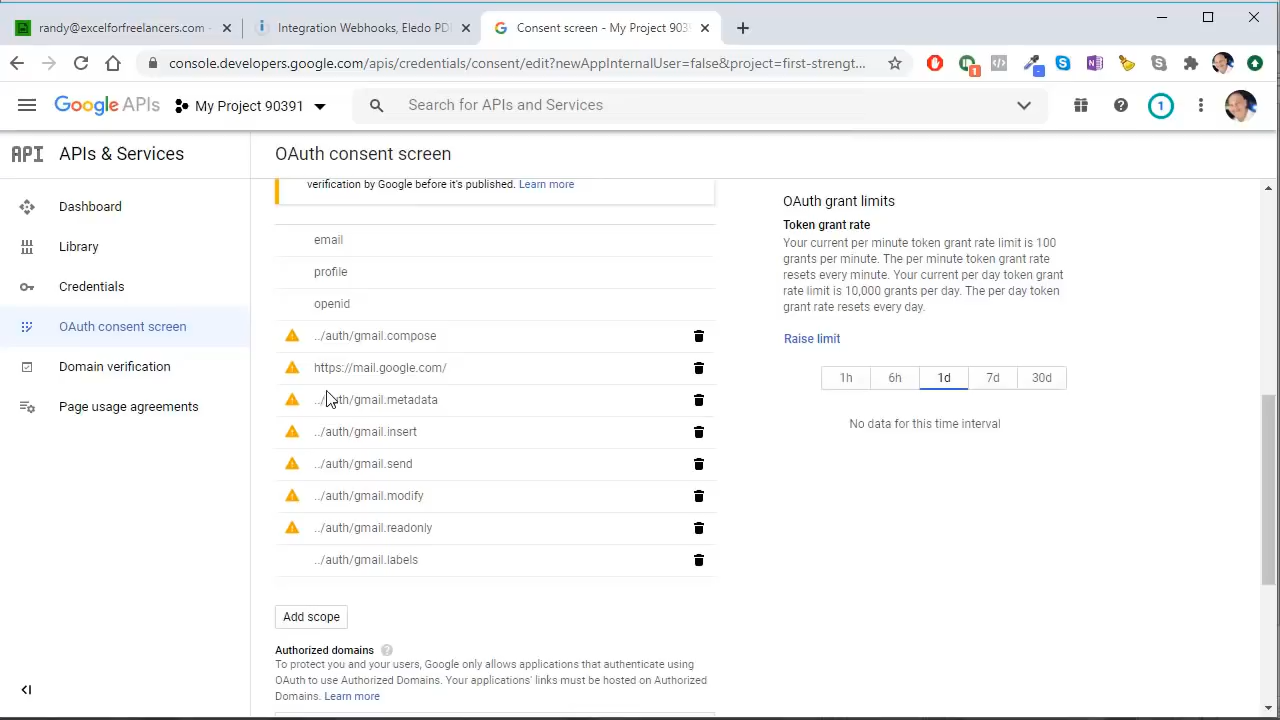 randy@excelforfreelancers.com -
Integration Webhooks, Eledo PD
Consent screen - My Project 9039
console.developers.google.com/apis/credentials/consent/edit?newAppInternalUser=false&project=first-strengt...
Google APIs
My Project 90391
Search for APIs and Services
1
API
APIs & Services
OAuth consent screen
Dashboard
Library
Credentials
OAuth consent screen
Domain verification
Page usage agreements
verification by Google before it's published. Learn more
email
profile
openid
../auth/gmail.compose
https://mail.google.com/
../auth/gmail.metadata
../auth/gmail.insert
../auth/gmail.send
../auth/gmail.modify
../auth/gmail.readonly
../auth/gmail.labels
Add scope
Authorized domains
To protect you and your users, Google only allows applications that authenticate using
OAuth to use Authorized Domains. Your applications' links must be hosted on Authorized
Domains. Learn more
OAuth grant limits
Token grant rate
Your current per minute token grant rate limit is 100
grants per minute. The per minute token grant rate
resets every minute. Your current per day token grant
rate limit is 10,000 grants per day. The per day token
grant rate resets every day.
Raise limit
1h 6h 1d 7d 30d
No data for this time interval